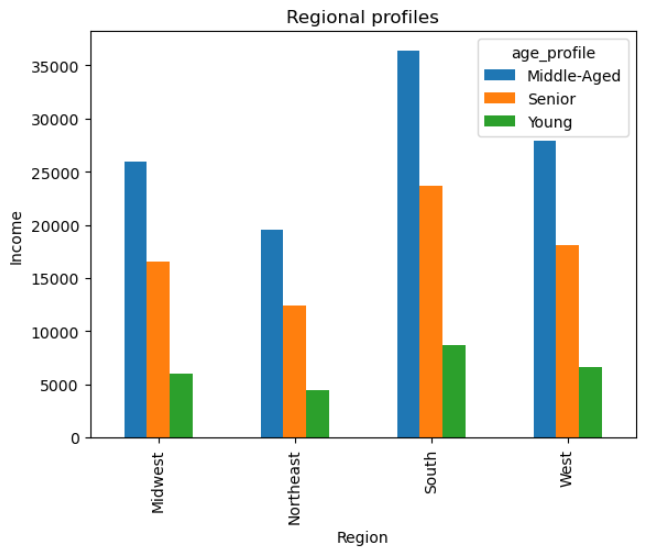 Regional profiles
age_profile
Middle-Aged
Senior
Young
35000
30000
25000
20000
15000
10000
5000
0
Income
Midwest
Northeast
South
West
Region